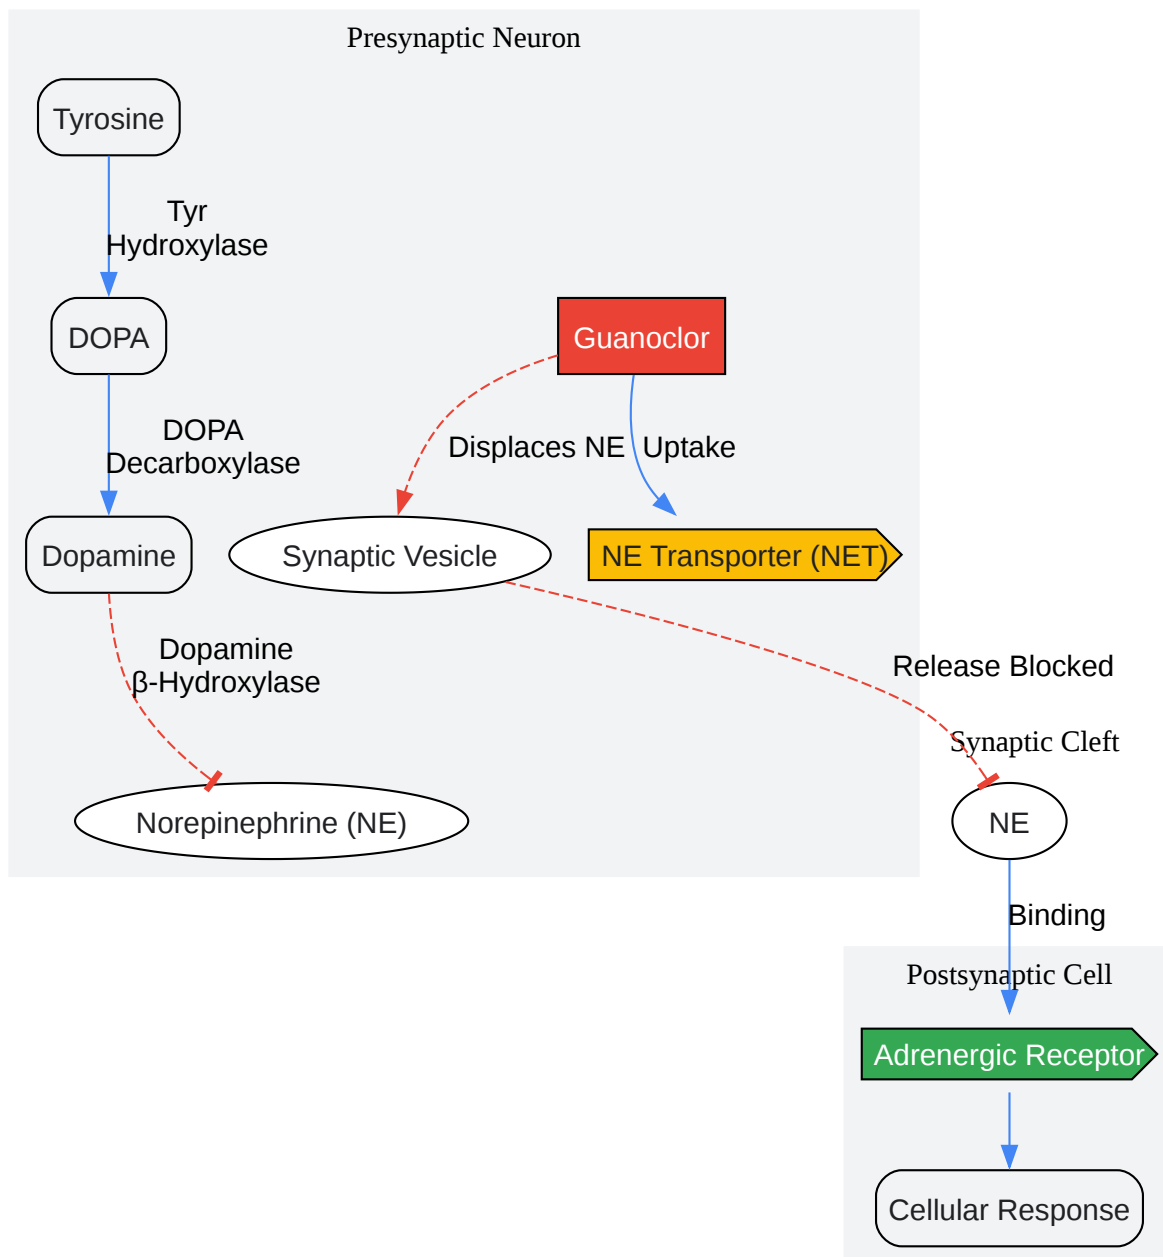 Presynaptic Neuron
Tyrosine
Tyr
Hydroxylase
DOPA
Guanoclor
DOPA
Decarboxylase
Displaces NE
Uptake
Dopamine
Synaptic Vesicle
NE Transporter (NET)
Dopamine
β-Hydroxylase
Release Blocked
Synaptic Cleft
Norepinephrine (NE)
NE
Binding
Postsynaptic Cell
Adrenergic Receptor
Cellular Response